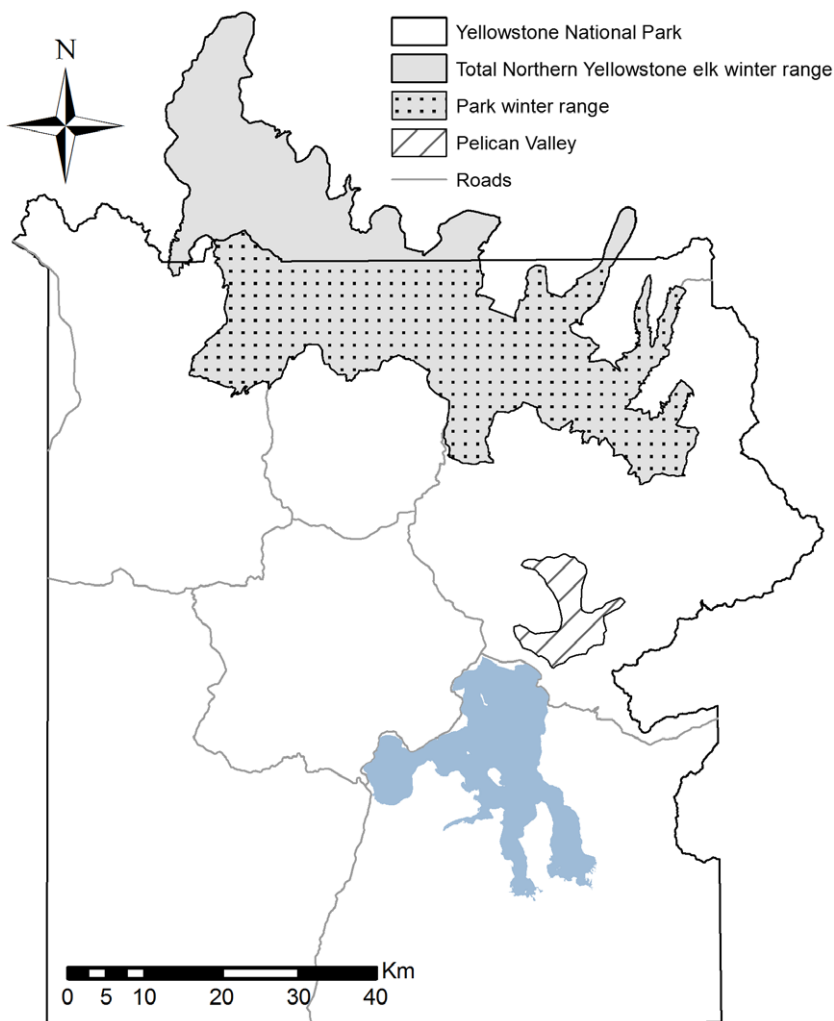 N
Yellowstone National Park
Total Northern Yellowstone elk winter range
Park winter range
Pelican Valley
Roads
Km
0 5 10 20 30 40